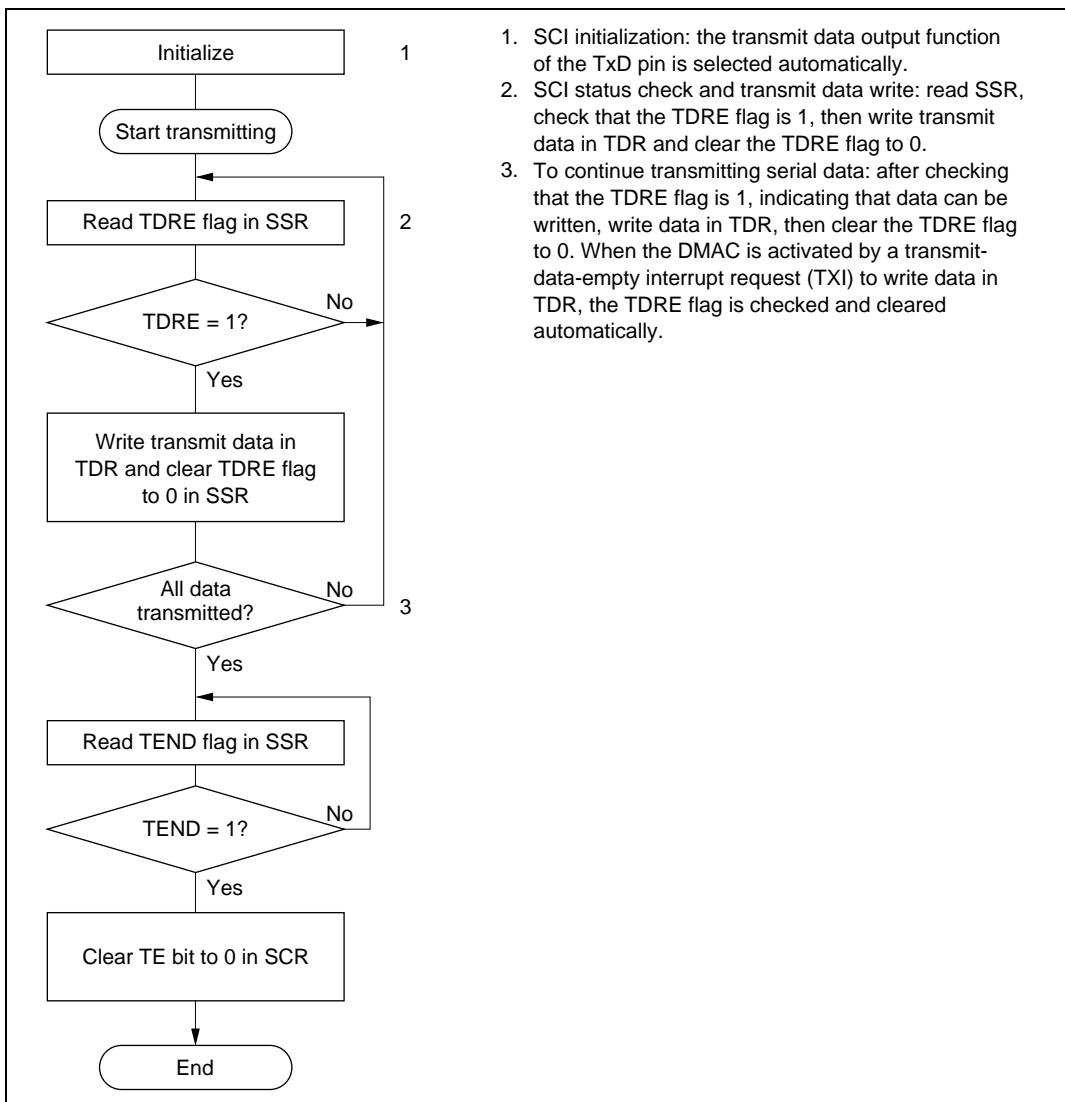 Initialize
1
Start transmitting
Read TDRE flag in SSR
2
TDRE = 1?
No
Yes
Write transmit data in
TDR and clear TDRE flag
to 0 in SSR
All data
transmitted?
No
3
Yes
Read TEND flag in SSR
TEND = 1?
No
Yes
Clear TE bit to 0 in SCR
End
1. SCI initialization: the transmit data output function
of the TxD pin is selected automatically.
2. SCI status check and transmit data write: read SSR,
check that the TDRE flag is 1, then write transmit
data in TDR and clear the TDRE flag to 0.
3. To continue transmitting serial data: after checking
that the TDRE flag is 1, indicating that data can be
written, write data in TDR, then clear the TDRE flag
to 0. When the DMAC is activated by a transmit-
data-empty interrupt request (TXI) to write data in
TDR, the TDRE flag is checked and cleared
automatically.